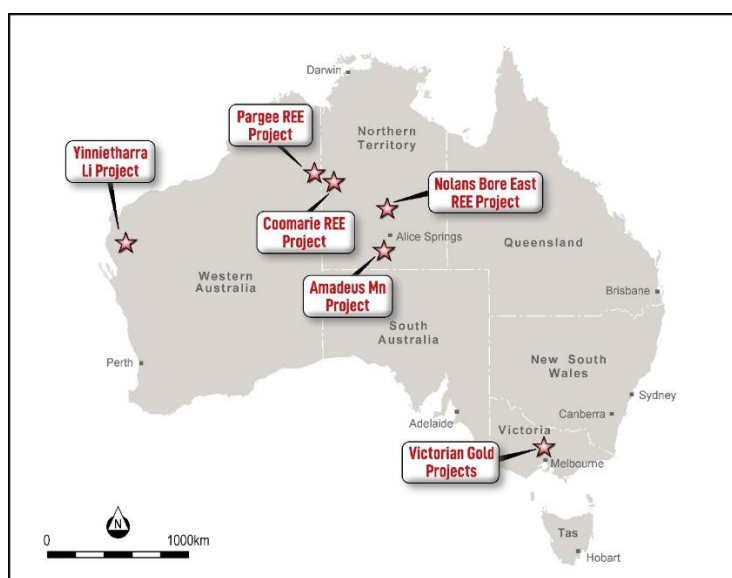 Darwin
Pargee REE
Project
Northern
Territory
Yinnietharra
Li Project
Nolans Bore East
REE Project
Coomarie REE
Project
Alice Springs
Queensland
Western
Australia
Amadeus Mn
Project
Brisbane
South
Australia
New South
Wales
Perth
Sydney
Adelaide
Canberra
Victoria
Victorian Gold
Projects
Melbourne
N
0
1000km
Tas
Hobart